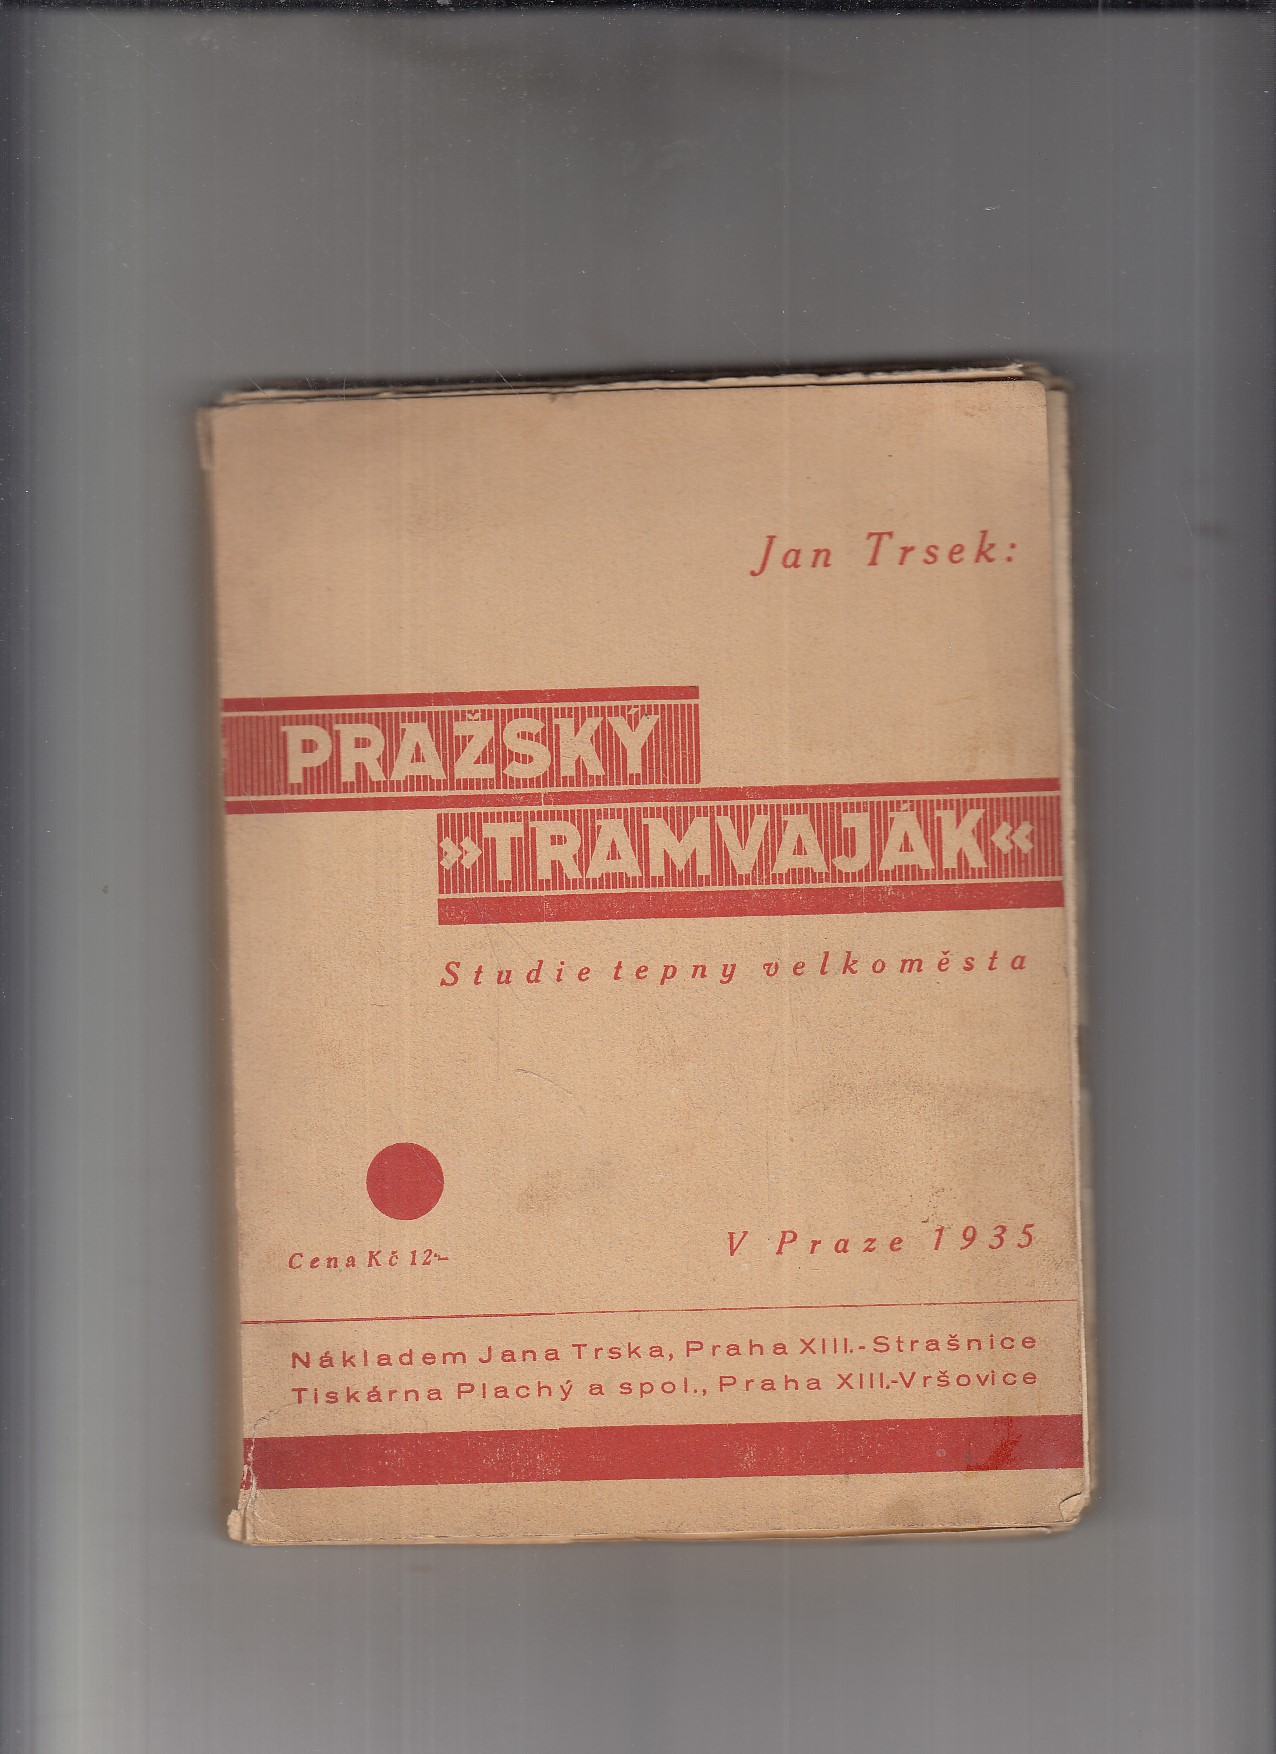 Jan Trsek:
PRAŽSKÝ
»TRAMVAJÁK«
Studie tepny velkoměsta
Cena Kč 12·–
V Praze 1935
Nákladem Jana Trska, Praha XIII.-Strašnice
Tiskárna Plachý a spol., Praha XIII.-Vršovice